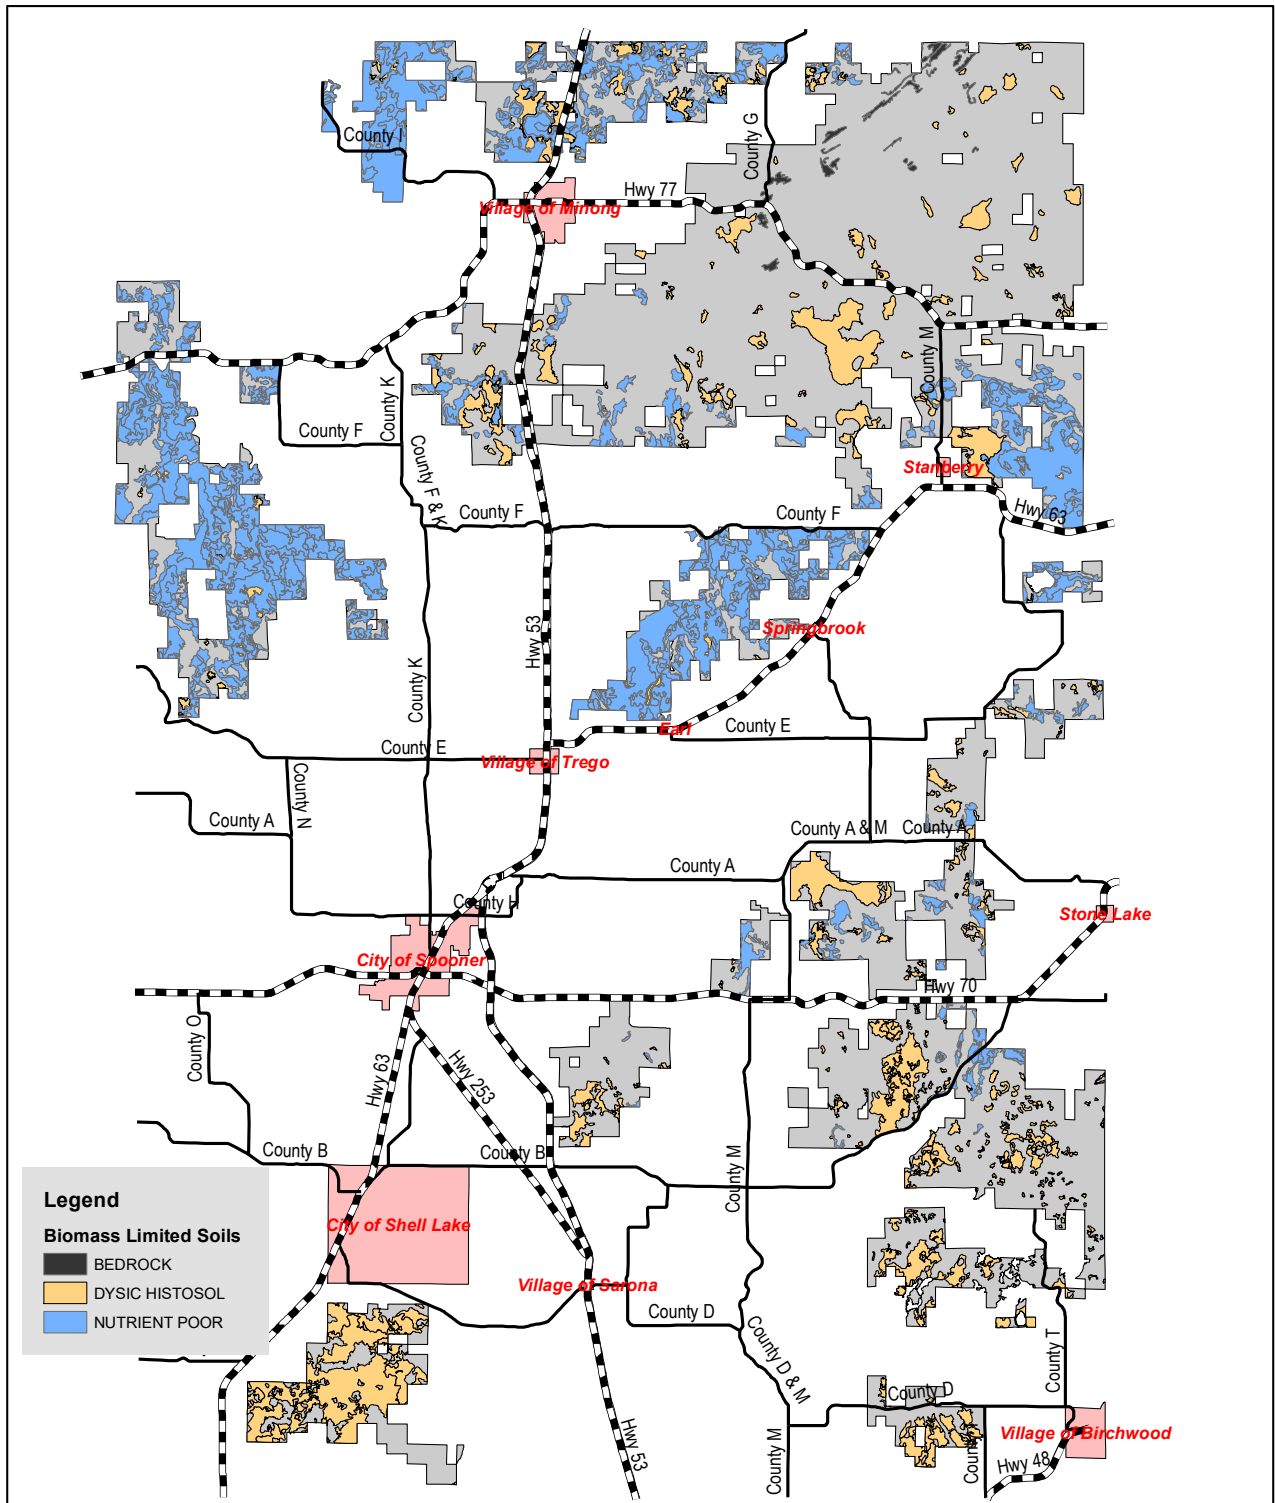 County I
County G
Hwy 77
Village of Minong
County M
County K
County F
County F & K
Stanberry
County F
County F
Hwy 63
Springbrook
Hwy 53
County K
Earl
County E
County E
Village of Trego
County N
County A
County A & M
County A
County A
County H
Stone Lake
City of Spooner
Hwy 70
County O
Hwy 63
Hwy 253
County B
County B
County M
Legend
Biomass Limited Soils
BEDROCK
DYSIC HISTOSOL
NUTRIENT POOR
City of Shell Lake
Village of Sarona
County D
County D & M
County T
County D
Village of Birchwood
County M
Hwy 53
Hwy 48